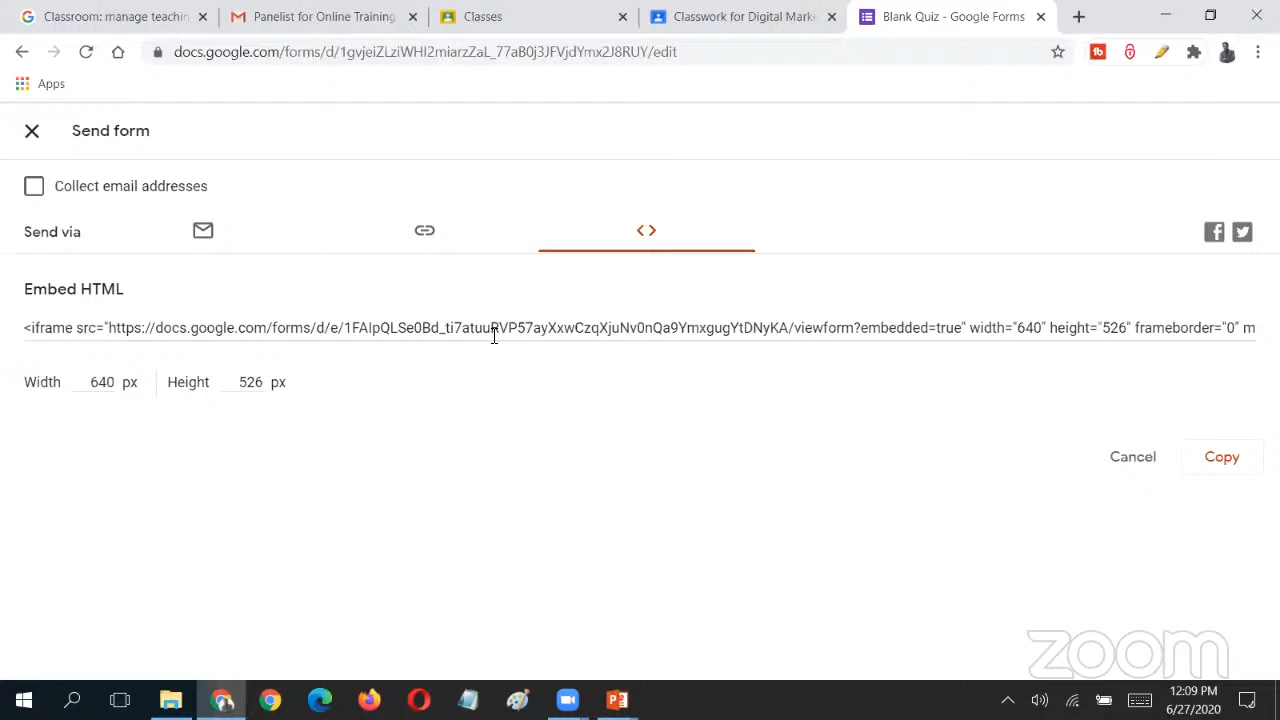 Classroom: manage teachin
Panelist for Online Training
Classes
Classwork for Digital Mark
Blank Quiz - Google Forms
docs.google.com/forms/d/1gvjeiZLziWHI2miarzZaL_77aB0j3JFVjdYmx2J8RUY/edit
Apps
Send form
Collect email addresses
Send via
Embed HTML
<iframe src="https://docs.google.com/forms/d/e/1FAIpQLSe0Bd_ti7atuuRVP57ayXxwCzqXjuNv0nQa9YmxgugYtDNyKA/viewform?embedded=true" width="640" height="526" frameborder="0" m
Width 640 px Height 526 px
Cancel Copy
zoom
12:09 PM
6/27/2020